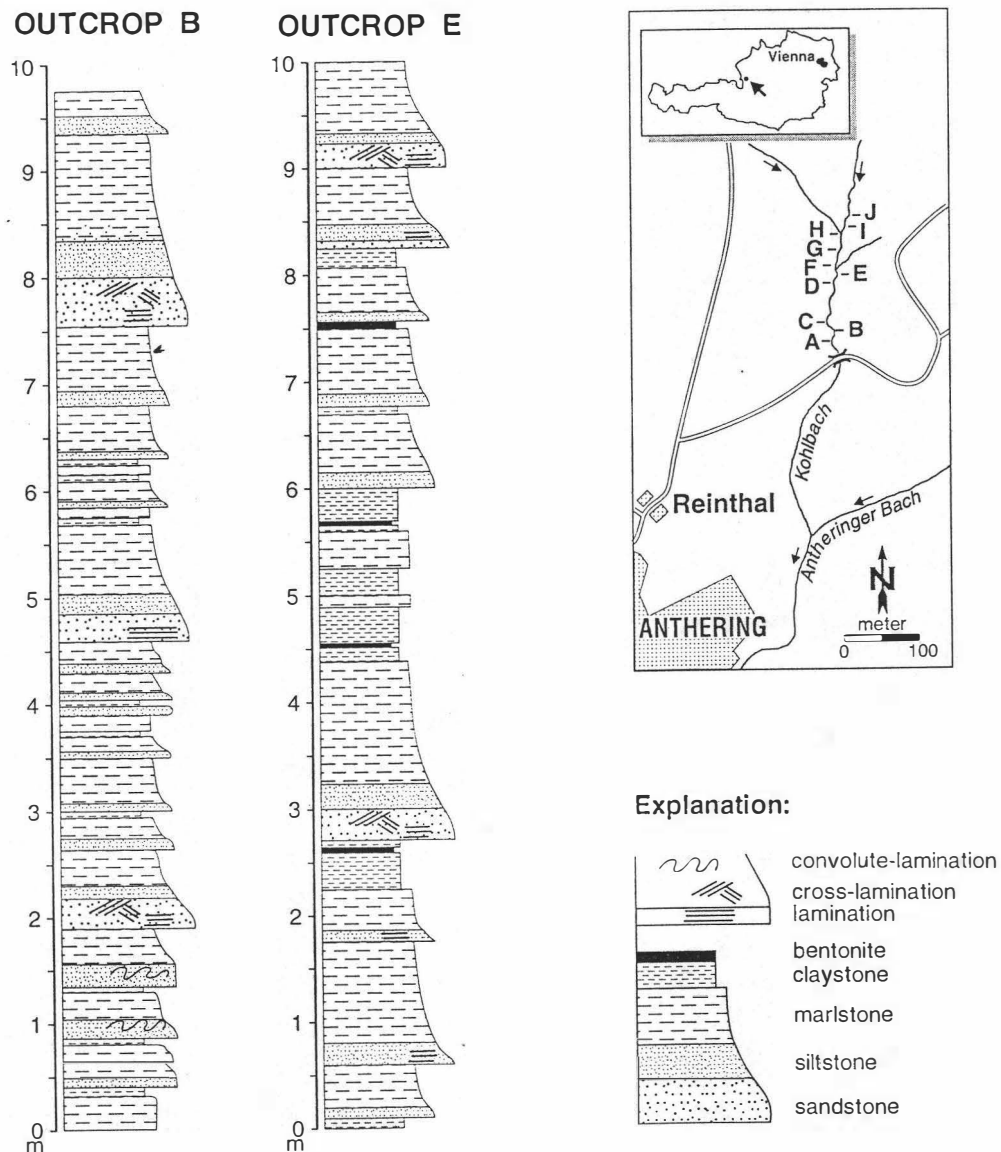 OUTCROP B
10
9
8
7
6
5
4
3
2
1
0
m
OUTCROP E
10
9
8
7
6
5
4
3
2
1
0
m
Vienna
J
H
I
G
F
E
D
C
B
A
Kohlbach
Reinthal
Antheringer Bach
N
ANTHERING
meter
0 100
Explanation:
convolute-lamination
cross-lamination
lamination
bentonite
claystone
marlstone
siltstone
sandstone